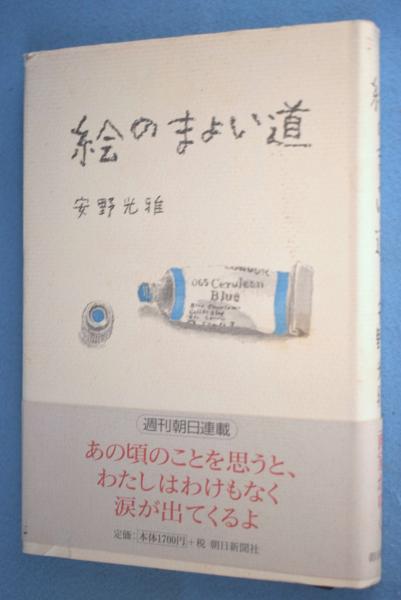 絵のまよい道
安野光雅
065 Cerulean
Blue
週刊朝日連載
あの頃のことを思うと、
わたしはわけもなく
涙が出てくるよ
定価:本体1700円+税 朝日新聞社